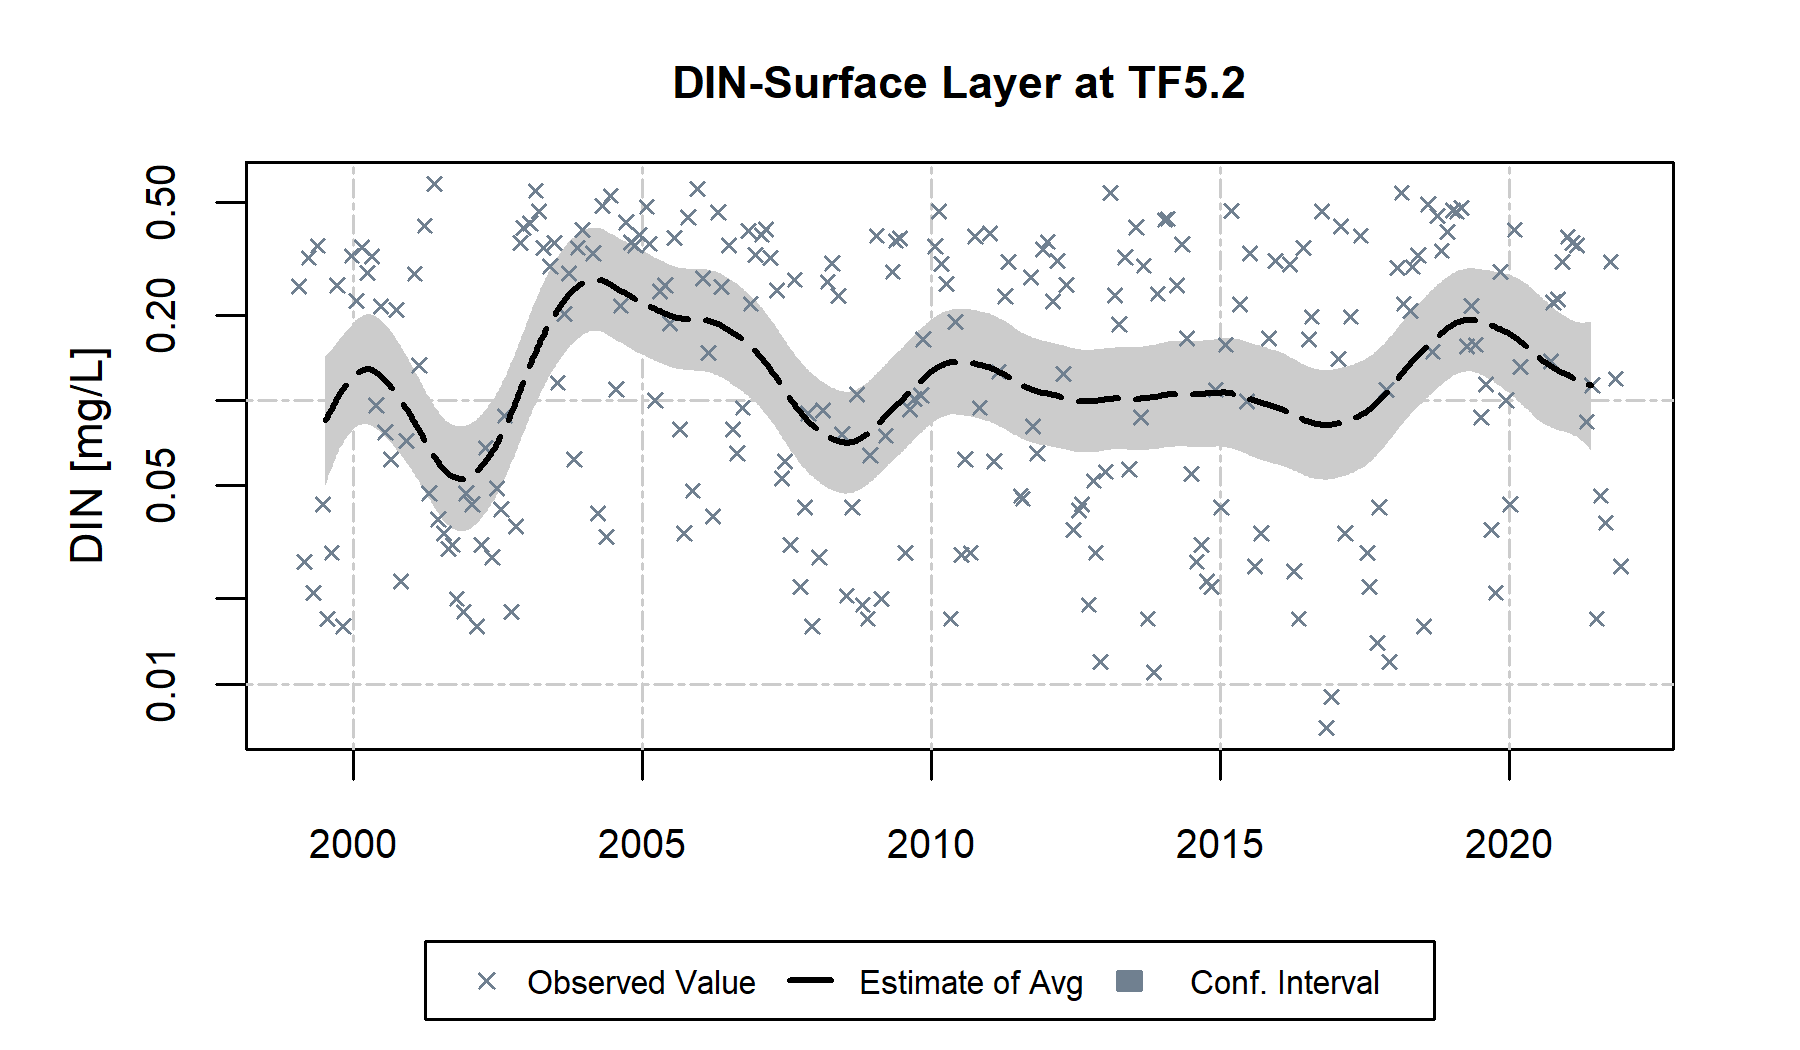 DIN-Surface Layer at TF5.2
DIN [mg/L]
0.50
0.20
0.05
0.01
2000 2005 2010 2015 2020
Observed Value Estimate of Avg Conf. Interval